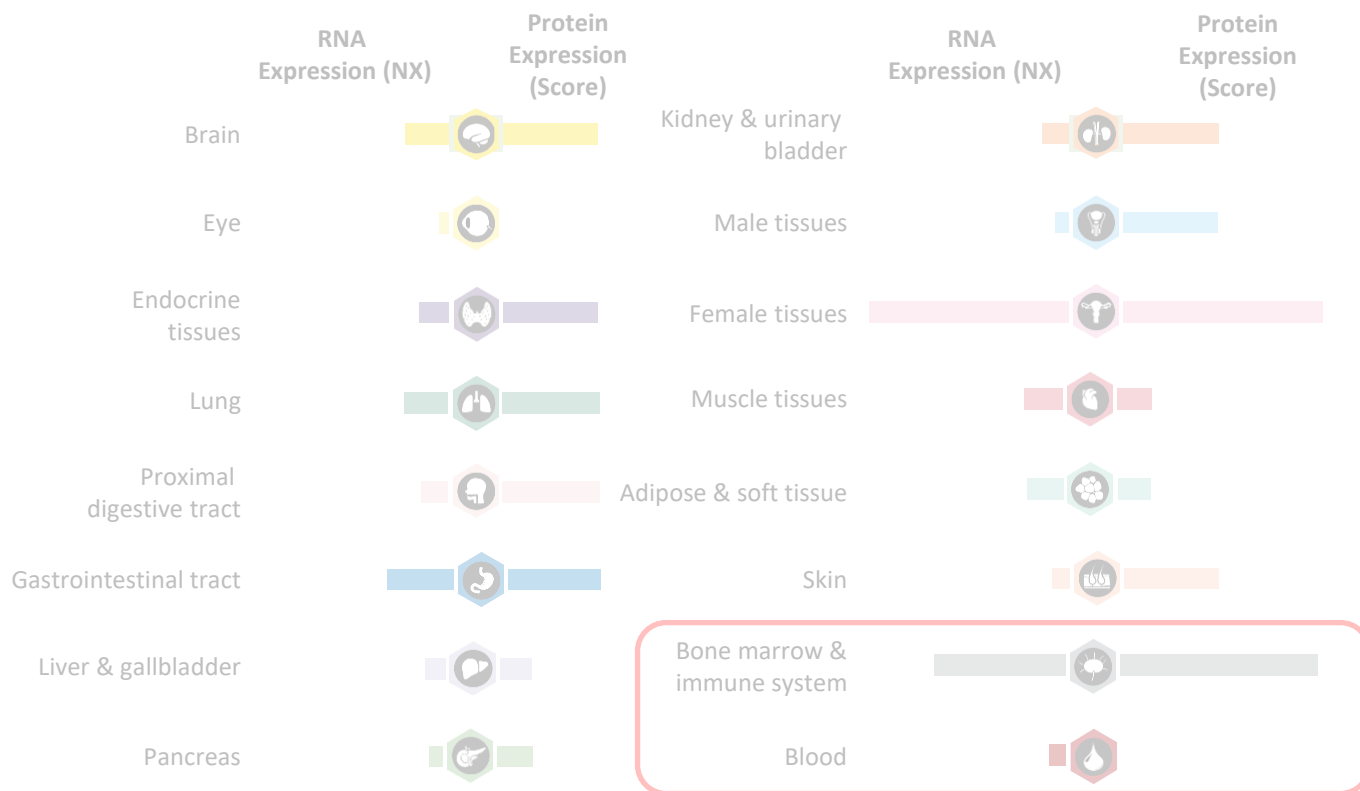 RNA
Expression (NX)
Protein
Expression
(Score)
RNA
Expression (NX)
Protein
Expression
(Score)
Brain
Kidney & urinary
bladder
Eye
Male tissues
Endocrine
tissues
Female tissues
Lung
Muscle tissues
Proximal
digestive tract
Adipose & soft tissue
Gastrointestinal tract
Skin
Liver & gallbladder
Bone marrow &
immune system
Pancreas
Blood